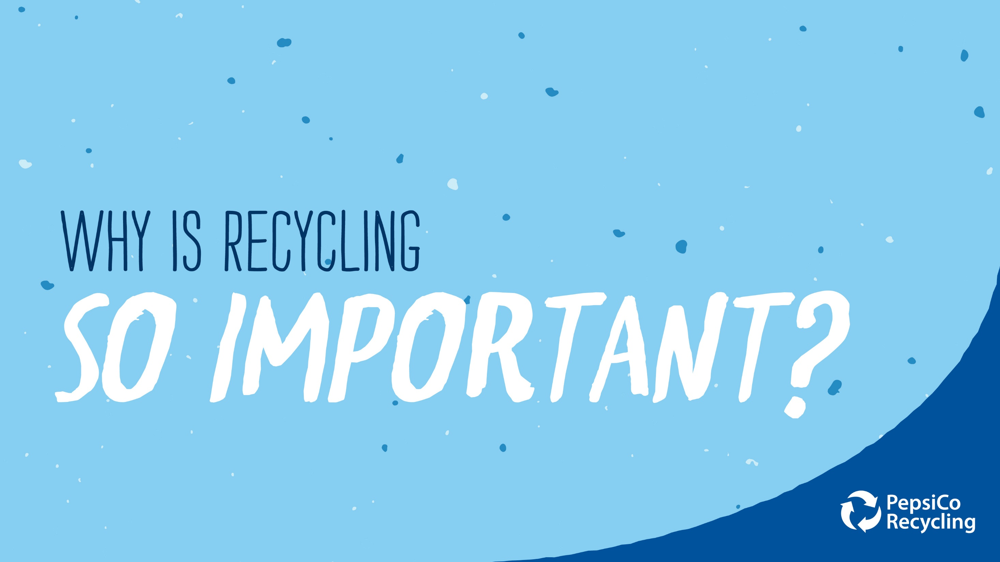 WHY IS RECYCLING
SO IMPORTANT?
PepsiCo
Recycling